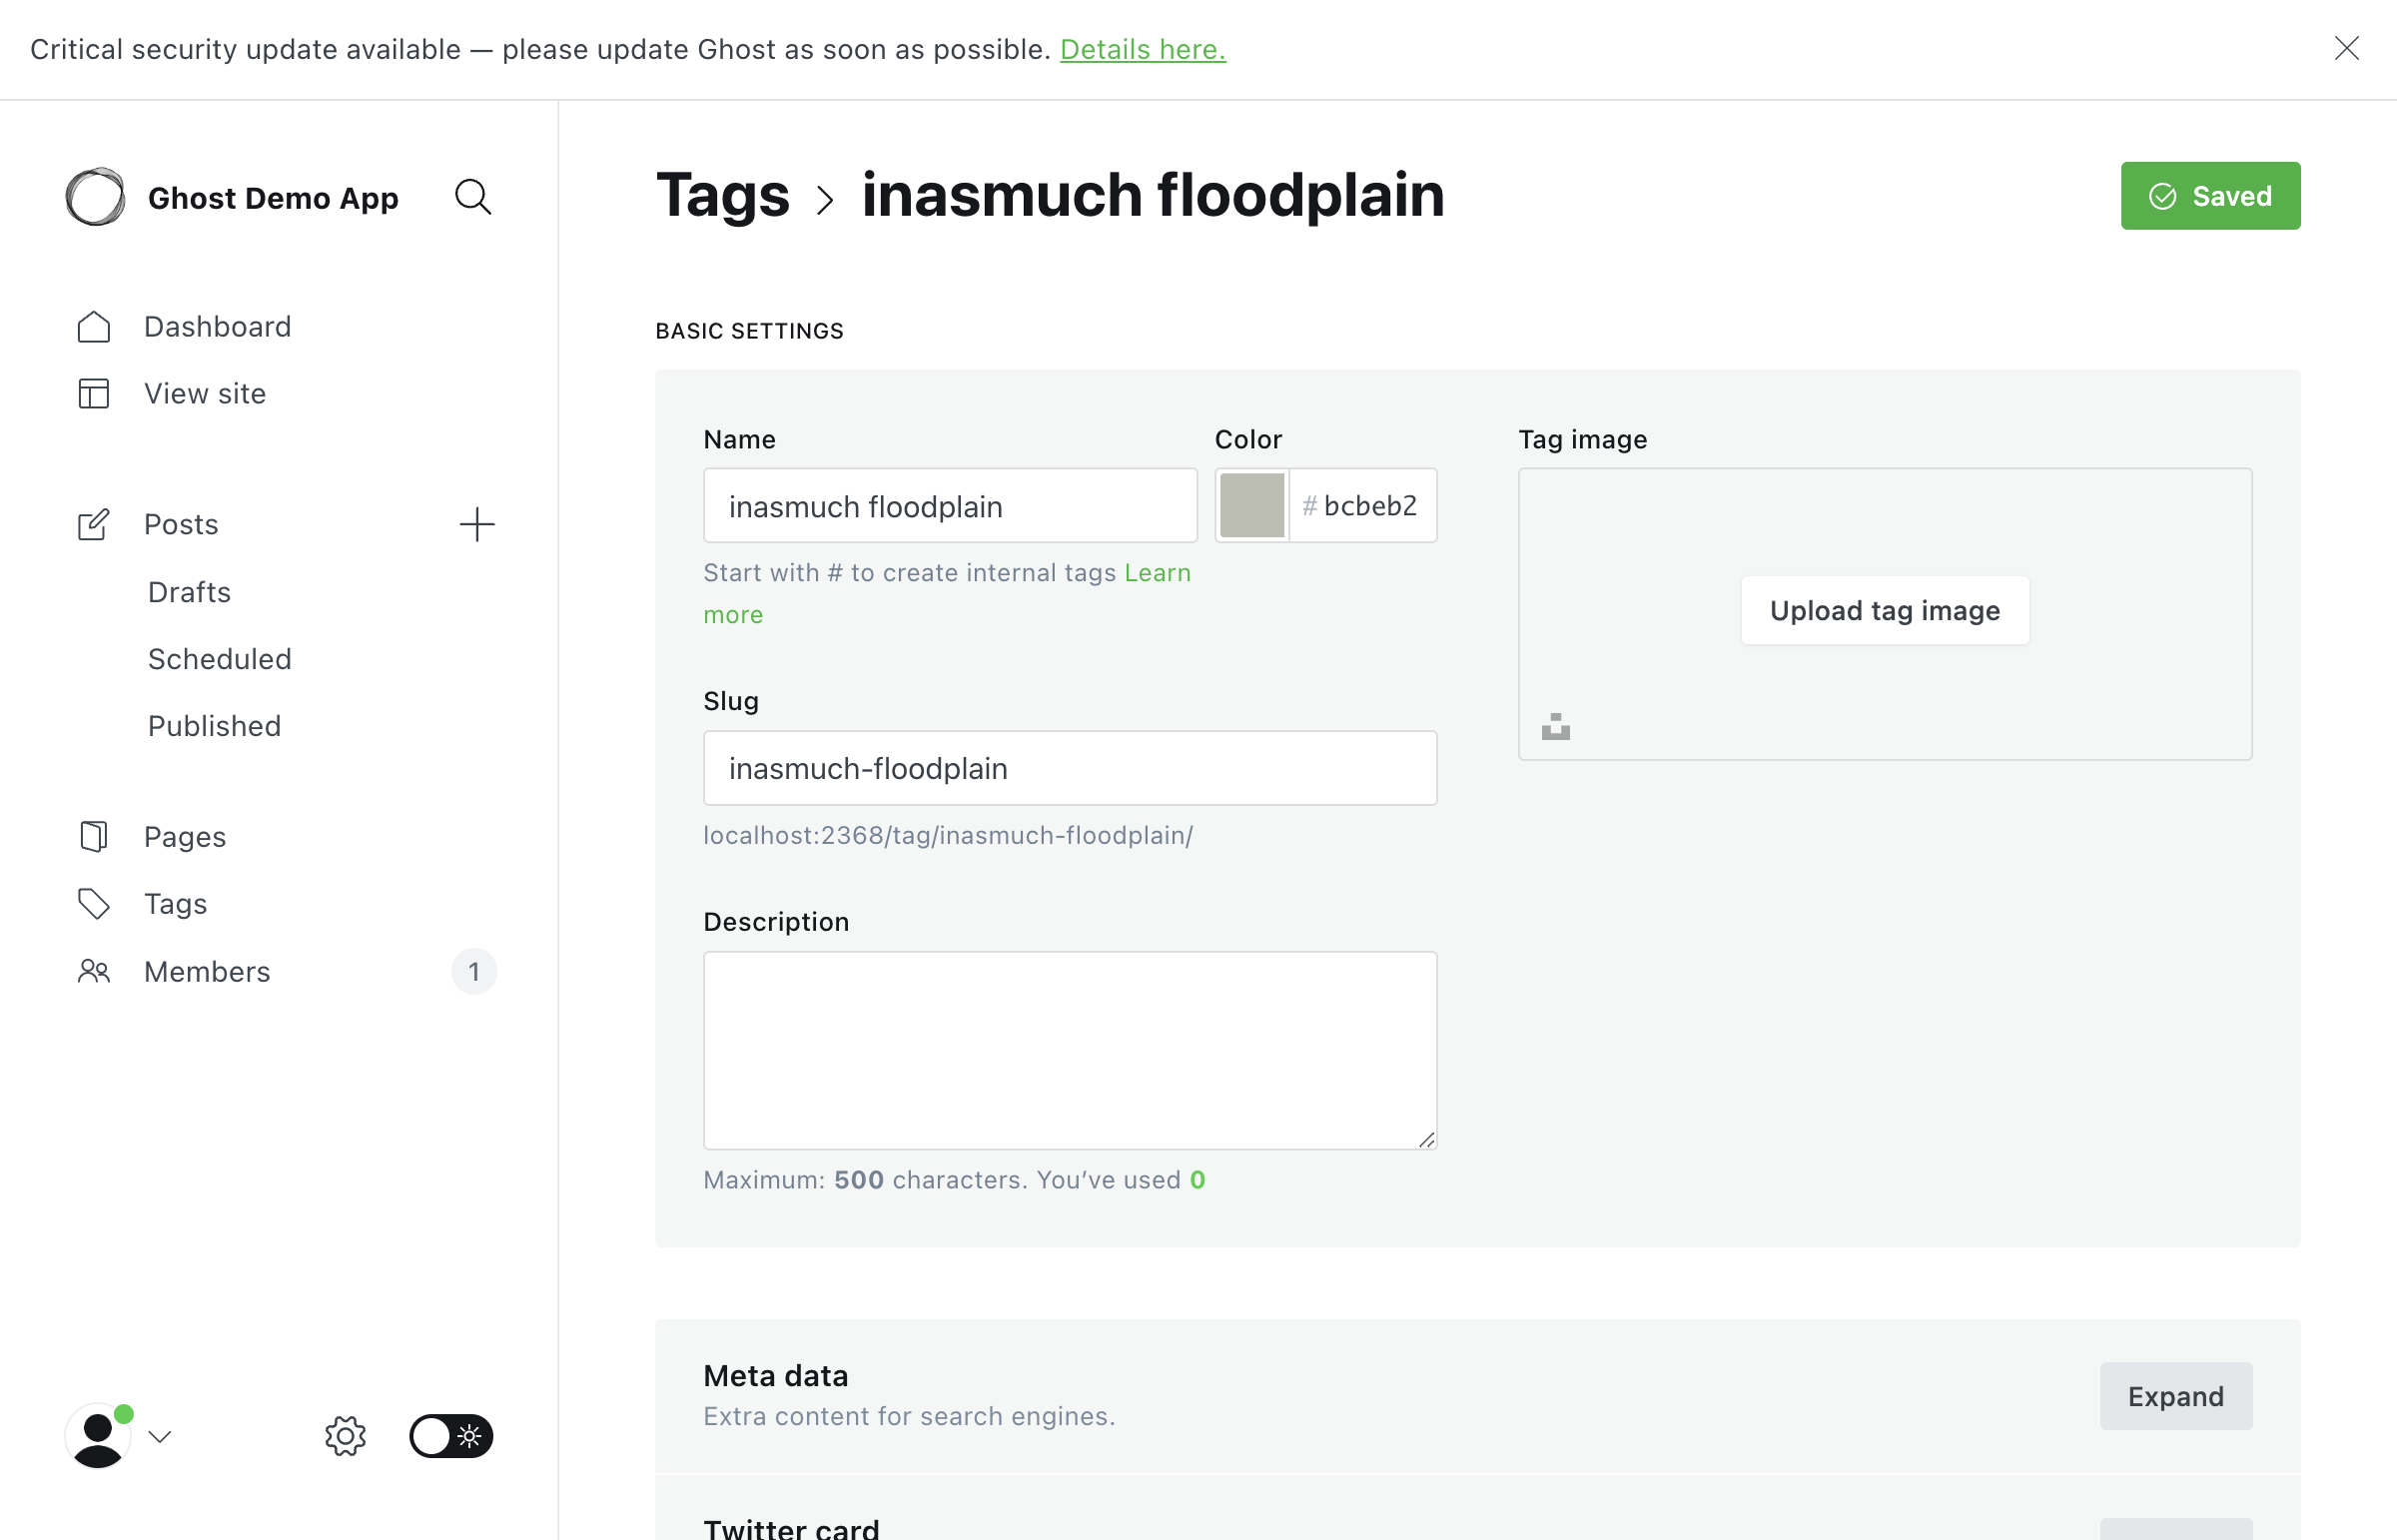 Critical security update available — please update Ghost as soon as possible. Details here.
Ghost Demo App
Dashboard
View site
Posts
Drafts
Scheduled
Published
Pages
Tags
Members 1
Tags > inasmuch floodplain
Saved
BASIC SETTINGS
Name
inasmuch floodplain
Start with # to create internal tags Learn
more
Color
# bcbeb2
Slug
inasmuch-floodplain
localhost:2368/tag/inasmuch-floodplain/
Description
Maximum: 500 characters. You’ve used 0
Tag image
Upload tag image
Meta data
Extra content for search engines.
Expand
Twitter card